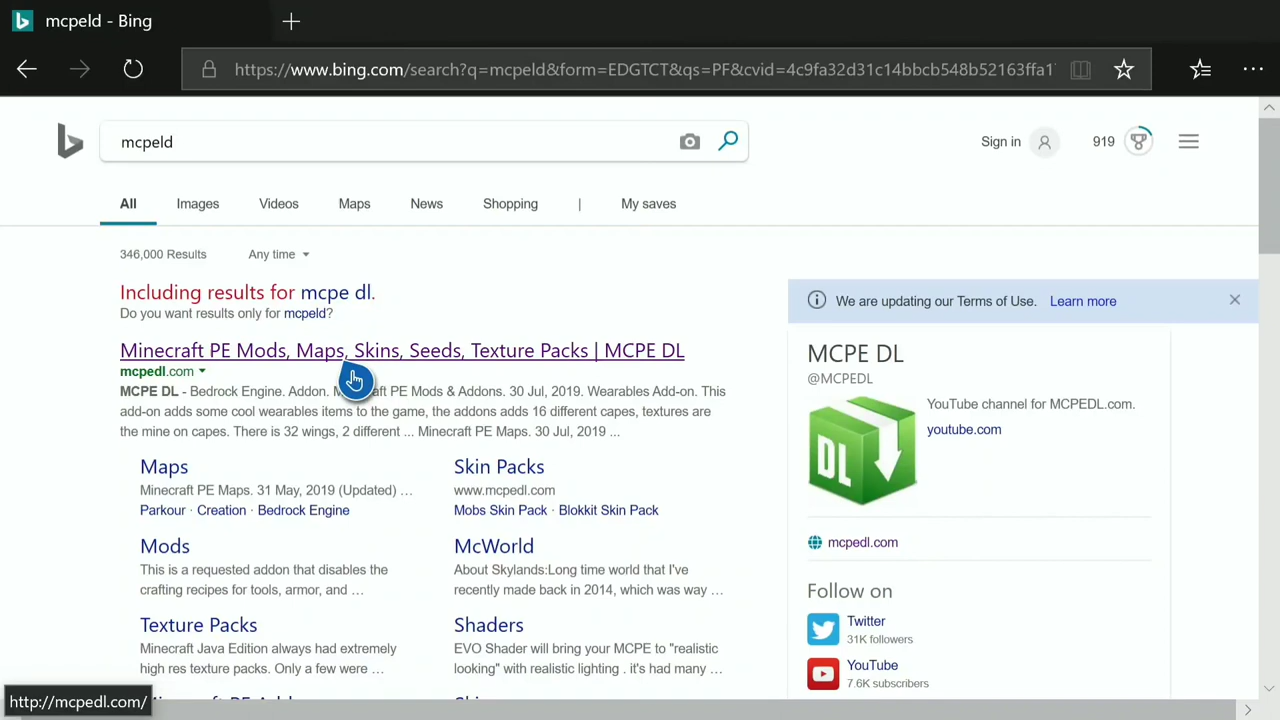 mcpeld - Bing
https://www.bing.com/search?q=mcpeld&form=EDGTCT&qs=PF&cvid=4c9fa32d31c14bbcb548b52163ffa1
mcpeld
Sign in
919
All
Images
Videos
Maps
News
Shopping
|
My saves
346,000 Results
Any time
Including results for mcpe dl.
Do you want results only for mcpeld?
Minecraft PE Mods, Maps, Skins, Seeds, Texture Packs | MCPE DL
mcpedl.com
MCPE DL - Bedrock Engine. Addon. M ft PE Mods & Addons. 30 Jul, 2019. Wearables Add-on. This
add-on adds some cool wearables items to the game, the addons adds 16 different capes, textures are
the mine on capes. There is 32 wings, 2 different ... Minecraft PE Maps. 30 Jul, 2019 ...
Maps
Minecraft PE Maps. 31 May, 2019 (Updated) ...
Parkour · Creation · Bedrock Engine
Skin Packs
www.mcpedl.com
Mobs Skin Pack · Blokkit Skin Pack
Mods
This is a requested addon that disables the
crafting recipes for tools, armor, and ...
McWorld
About Skylands:Long time world that I've
recently made back in 2014, which was way ...
Texture Packs
Minecraft Java Edition always had extremely
high res texture packs. Only a few were ...
Shaders
EVO Shader will bring your MCPE to "realistic
looking" with realistic lighting . it's had many ...
We are updating our Terms of Use. Learn more
MCPE DL
@MCPEDL
YouTube channel for MCPEDL.com.
youtube.com
DL
mcpedl.com
Follow on
Twitter
31K followers
YouTube
7.6K subscribers
http://mcpedl.com/